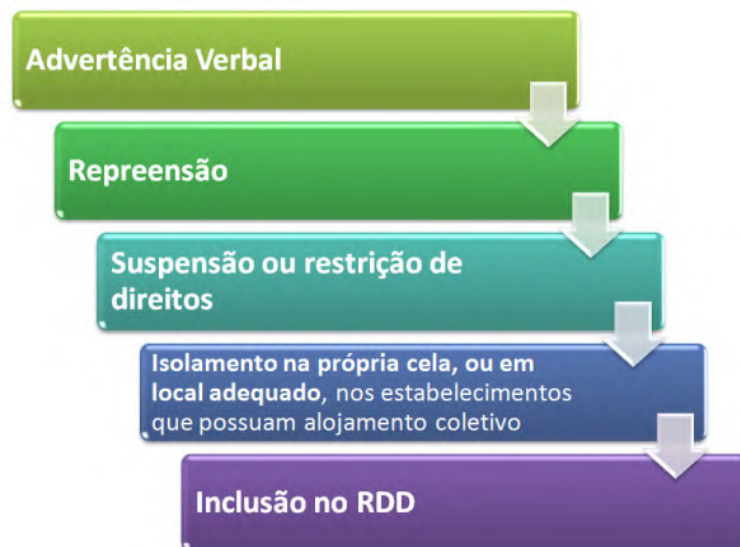 Advertência Verbal
Repreensão
Suspensão ou restrição de
direitos
Isolamento na própria cela, ou em
local adequado, nos estabelecimentos
que possuam alojamento coletivo
Inclusão no RDD